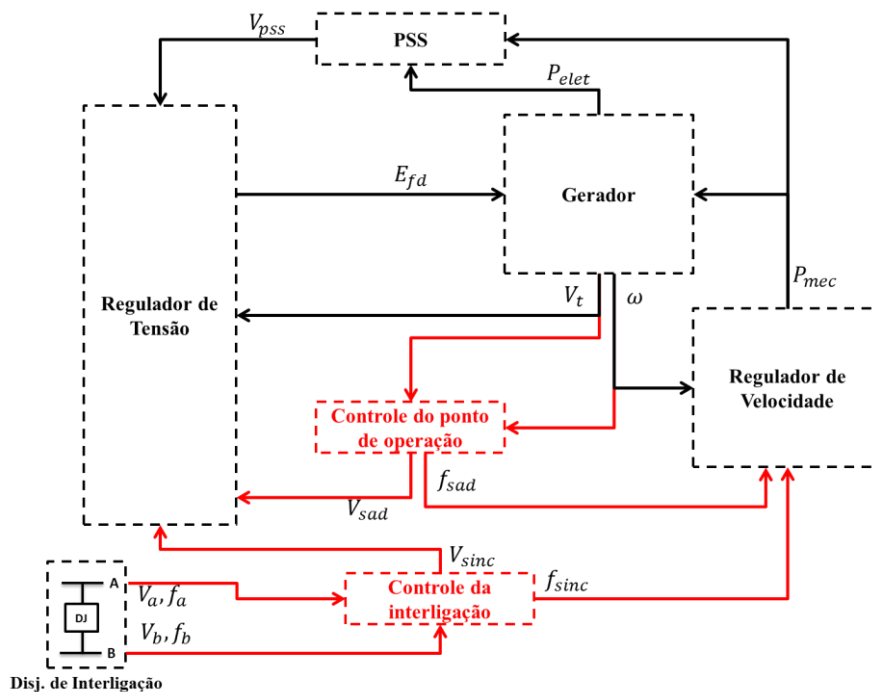 V_pss
PSS
P_elet
E_fd
Gerador
P_mec
Regulador de
Tensão
V_t
ω
Regulador de
Velocidade
Controle do ponto
de operação
f_sad
V_sad
V_sinc
A
V_a, f_a
Controle da
interligação
f_sinc
DJ
V_b, f_b
B
Disj. de Interligação